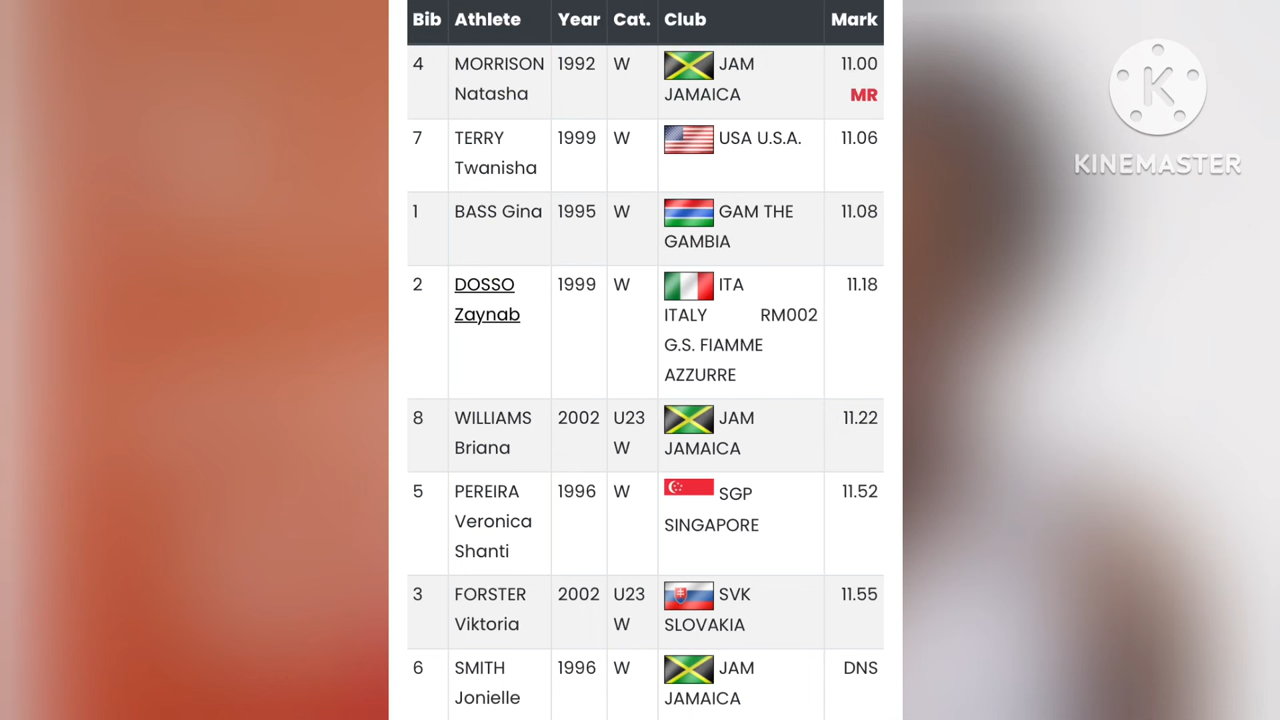 Bib Athlete Year Cat. Club Mark
4 MORRISON 1992 W JAM 11.00
Natasha JAMAICA MR
7 TERRY 1999 W USA U.S.A. 11.06
Twanisha
1 BASS Gina 1995 W GAM THE 11.08
GAMBIA
2 DOSSO 1999 W ITA 11.18
Zaynab ITALY RM002
G.S. FIAMME
AZZURRE
8 WILLIAMS 2002 U23 JAM 11.22
Briana W JAMAICA
5 PEREIRA 1996 W SGP 11.52
Veronica SINGAPORE
Shanti
3 FORSTER 2002 U23 SVK 11.55
Viktoria W SLOVAKIA
6 SMITH 1996 W JAM DNS
Jonielle JAMAICA
K
KINEMASTER